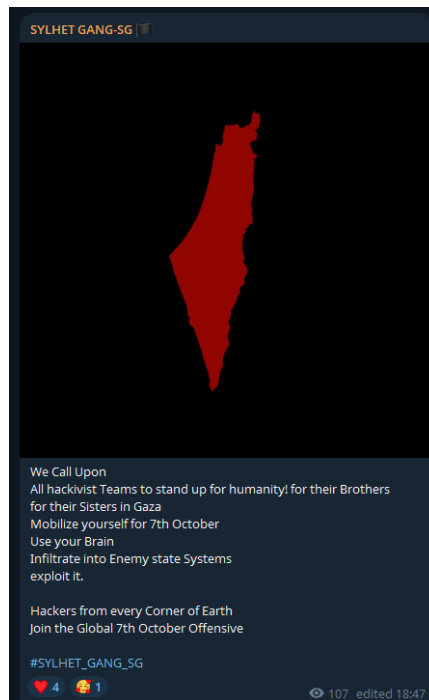 SYLHET GANG-SG 🏴
We Call Upon
All hackivist Teams to stand up for humanity! for their Brothers
for their Sisters in Gaza
Mobilize yourself for 7th October
Use your Brain
Infiltrate into Enemy state Systems
exploit it.
Hackers from every Corner of Earth
Join the Global 7th October Offensive
#SYLHET_GANG_SG
❤️ 4 🥰 1
107 edited 18:47